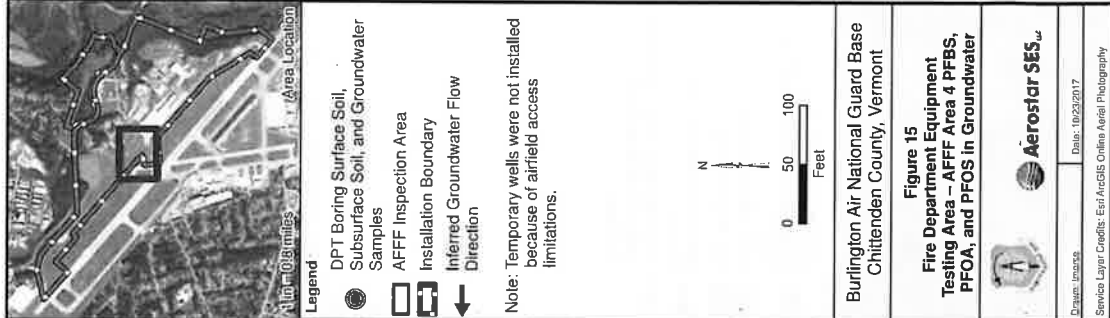 1 in = 0.8 miles
Area Location
Legend
DPT Boring Surface Soil,
Subsurface Soil, and Groundwater
Samples
AFFF Inspection Area
Installation Boundary
Inferred Groundwater Flow
Direction
Note: Temporary wells were not installed
because of airfield access
limitations.
N
0 50 100
Feet
Burlington Air National Guard Base
Chittenden County, Vermont
Figure 15
Fire Department Equipment
Testing Area – AFFF Area 4 PFBS,
PFOA, and PFOS in Groundwater
Aerostar SES LLC
Drawn: lmorse
Date: 10/23/2017
Service Layer Credits: Esri ArcGIS Online Aerial Photography